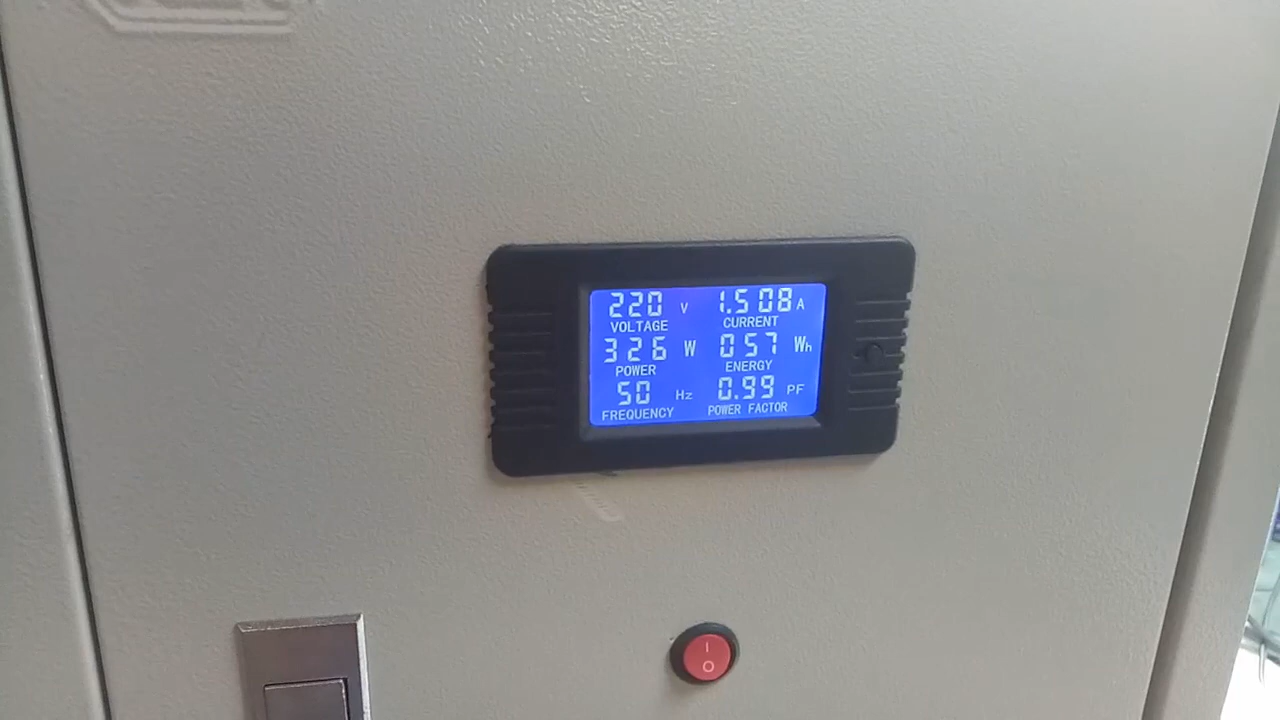 220 V 1.508 A
VOLTAGE CURRENT
326 W 057 Wh
POWER ENERGY
50 Hz 0.99 PF
FREQUENCY POWER FACTOR
I
O